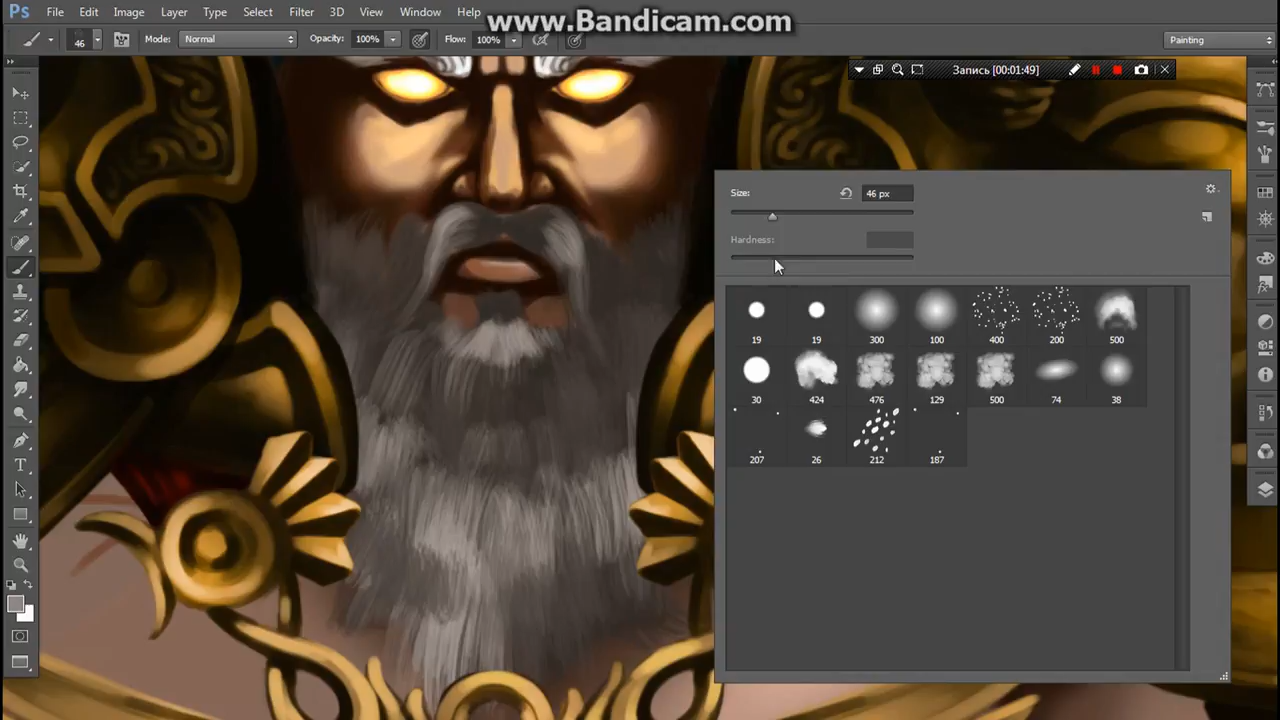 Ps File Edit Image Layer Type Select Filter 3D View Window Help
www.Bandicam.com
46 Mode: Normal Opacity: 100% Flow: 100% Painting
Запись [00:01:49]
Size: 46 px
Hardness:
19 19 300 100 400 200 500
30 424 476 129 500 74 38
207 26 212 187
T